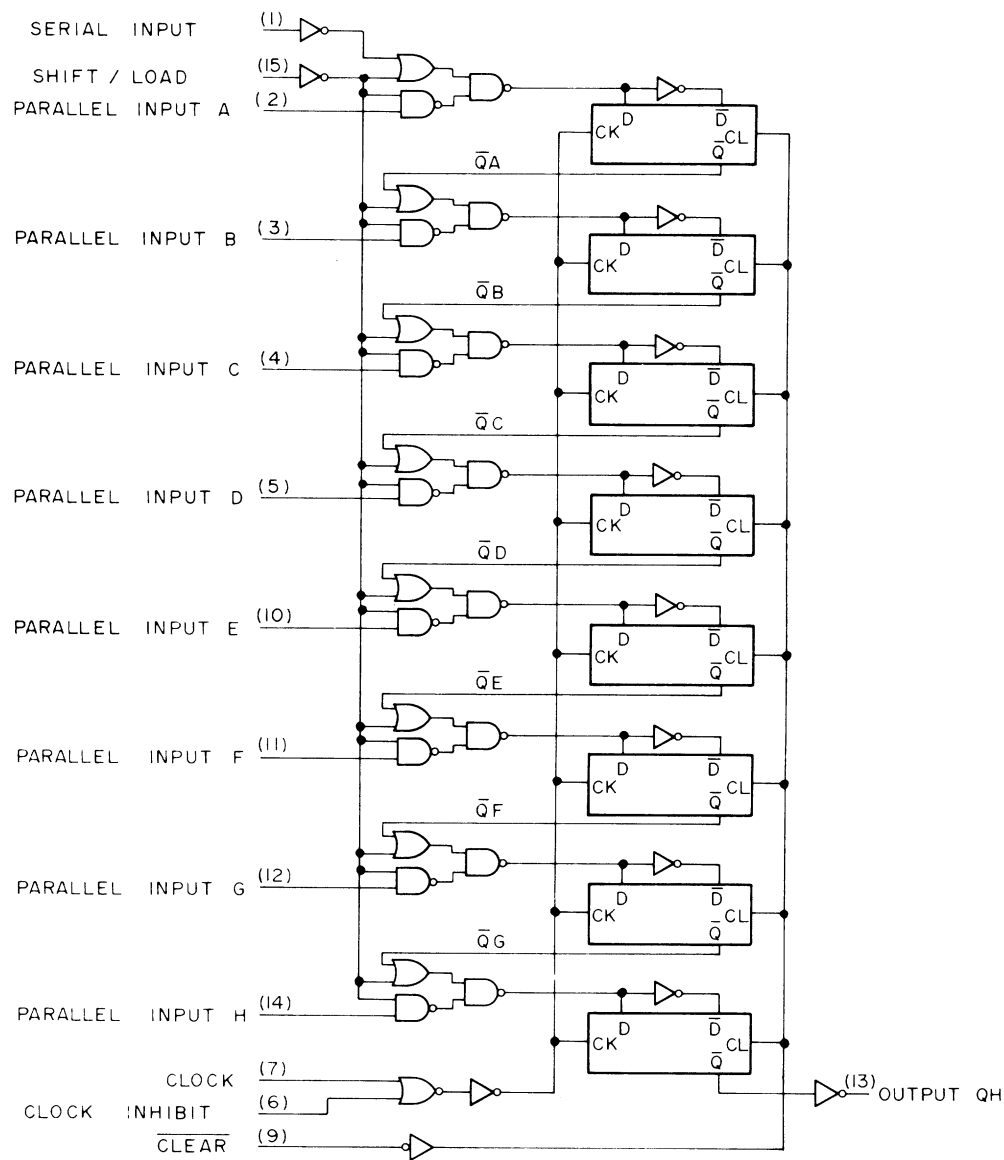 SERIAL INPUT (1)
SHIFT / LOAD (15)
PARALLEL INPUT A (2)
D D̅
CK Q̅ CL
Q̅A
PARALLEL INPUT B (3)
D D̅
CK Q̅ CL
Q̅B
PARALLEL INPUT C (4)
D D̅
CK Q̅ CL
Q̅C
PARALLEL INPUT D (5)
D D̅
CK Q̅ CL
Q̅D
PARALLEL INPUT E (10)
D D̅
CK Q̅ CL
Q̅E
PARALLEL INPUT F (11)
D D̅
CK Q̅ CL
Q̅F
PARALLEL INPUT G (12)
D D̅
CK Q̅ CL
Q̅G
PARALLEL INPUT H (14)
D D̅
CK Q̅ CL
CLOCK (7)
(13) OUTPUT QH
CLOCK INHIBIT (6)
C̅L̅E̅A̅R̅ (9)